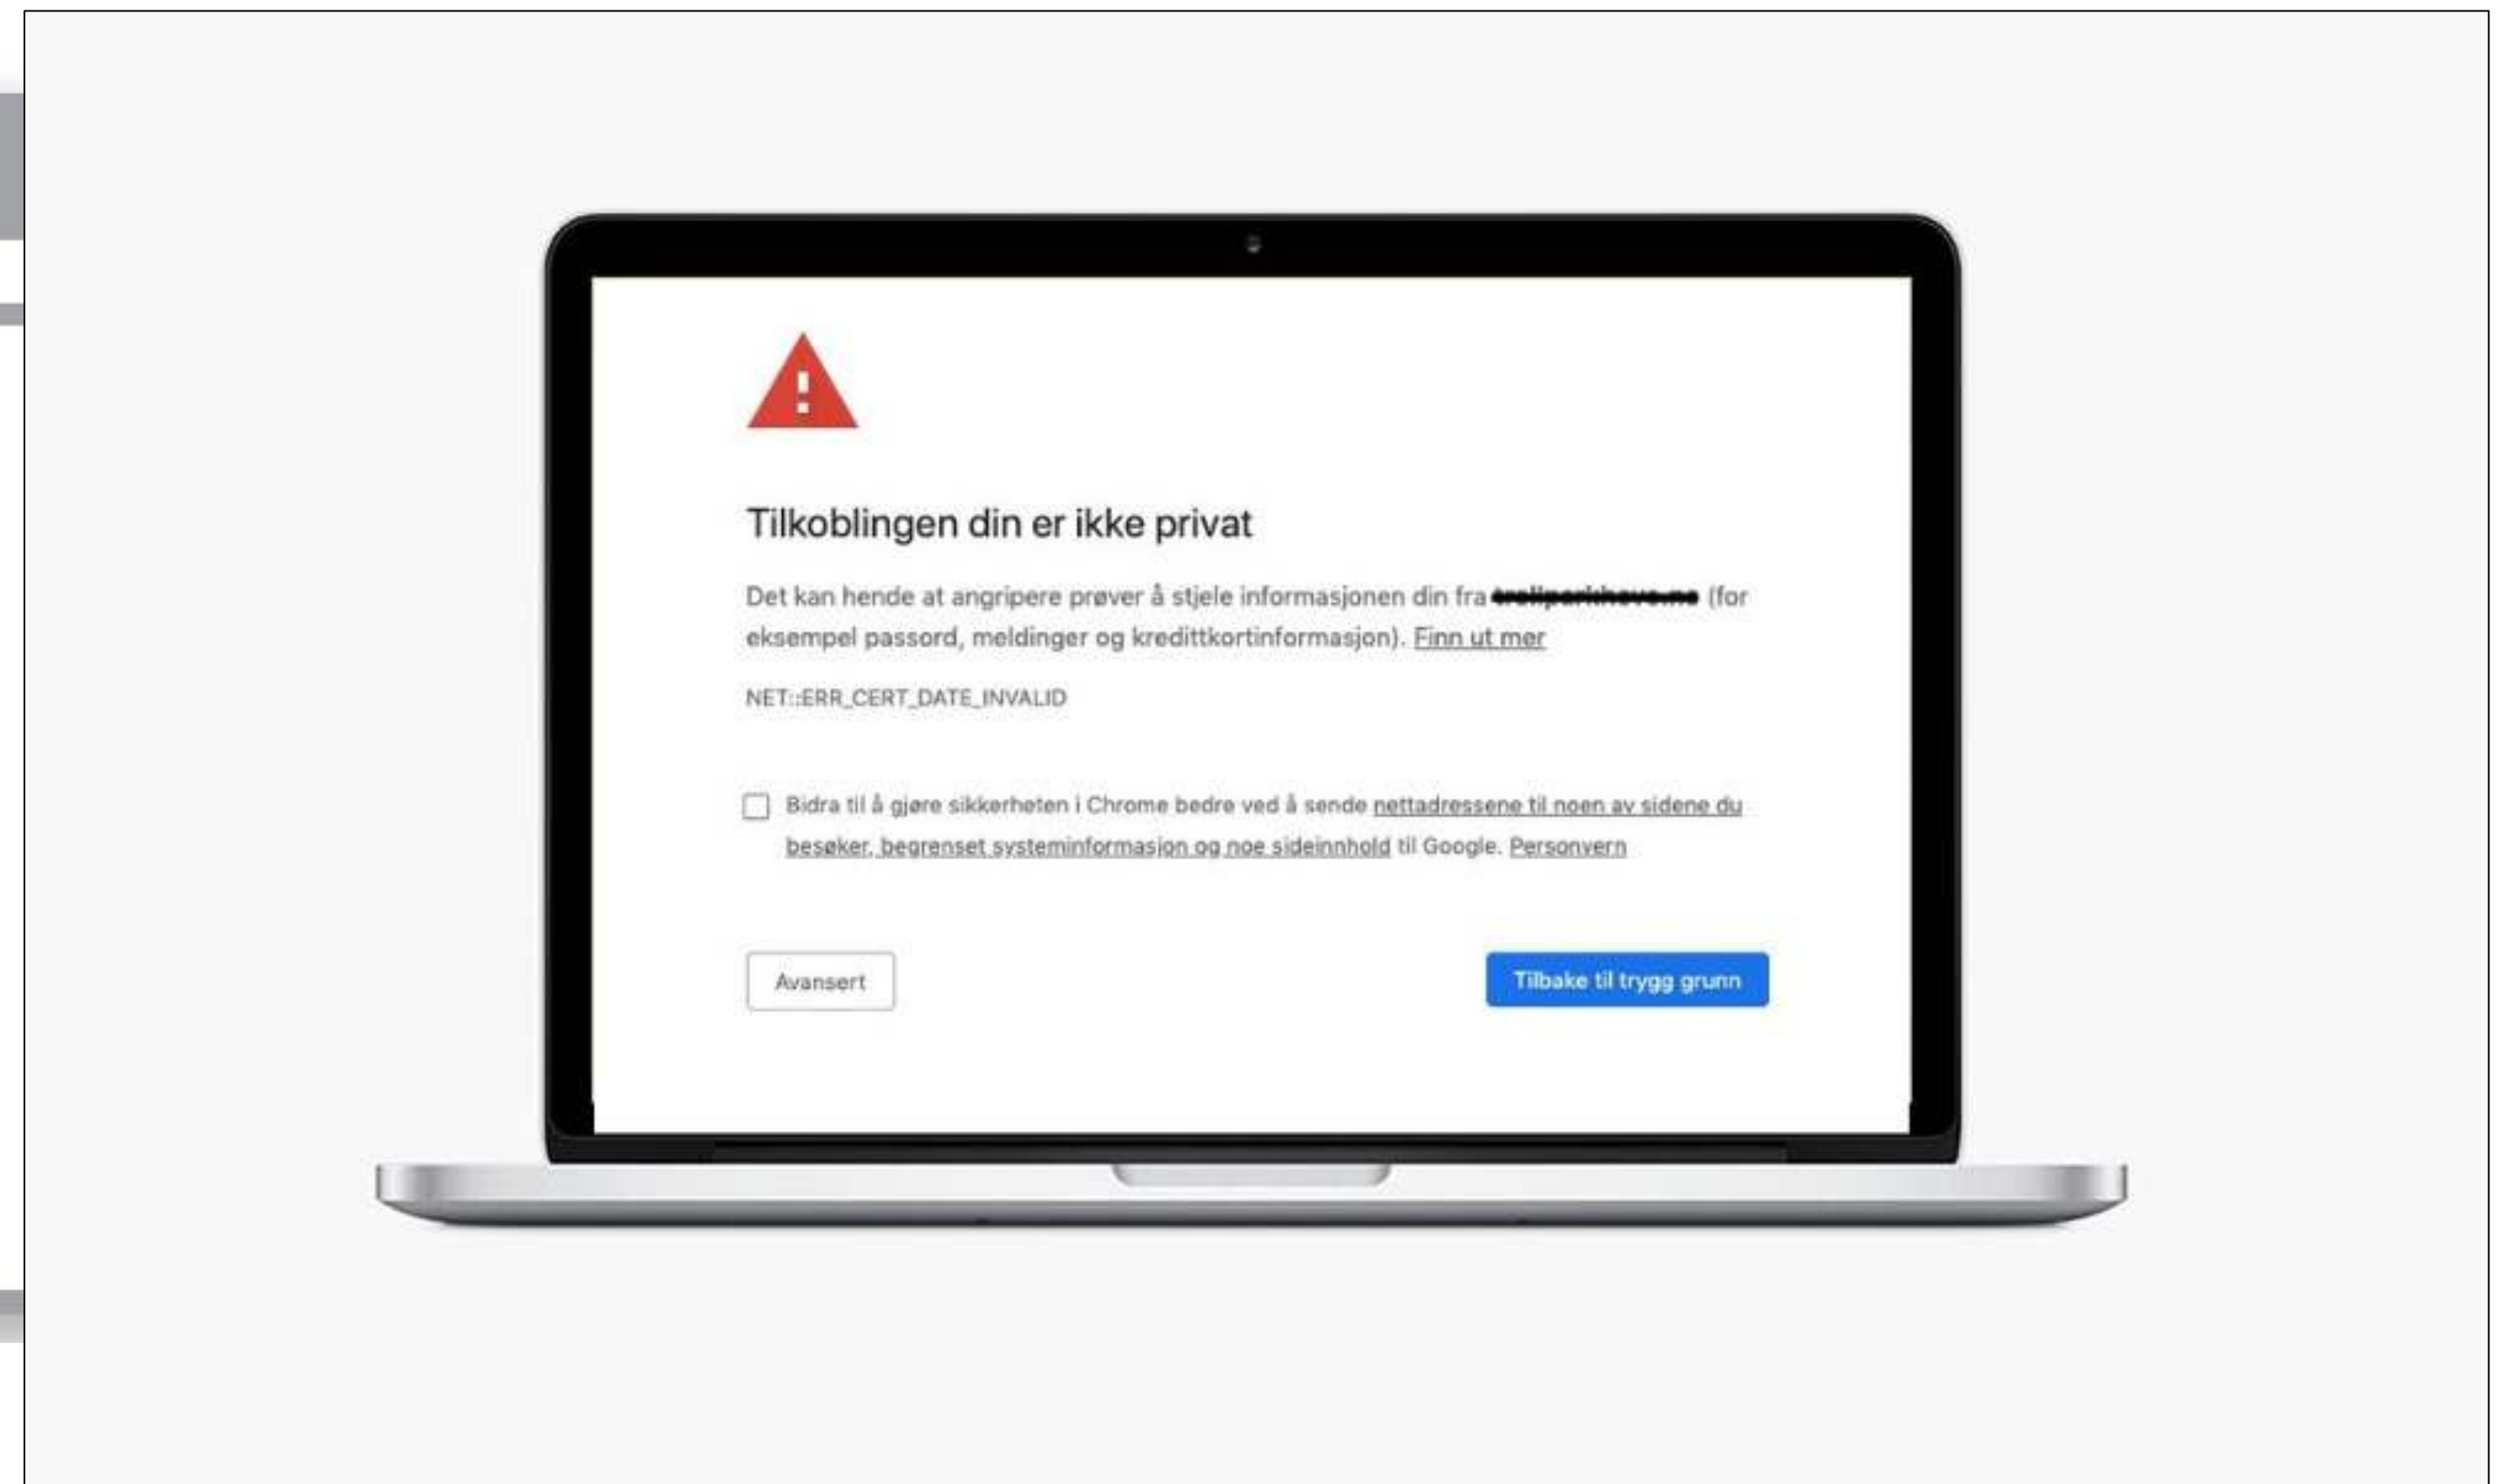 Tilkoblingen din er ikke privat
Det kan hende at angripere prøver å stjele informasjonen din fra (for
eksempel passord, meldinger og kredittkortinformasjon). Finn ut mer
NET::ERR_CERT_DATE_INVALID
Bidra til å gjøre sikkerheten i Chrome bedre ved å sende nettadressene til noen av sidene du
besøker, begrenset systeminformasjon og noe sideinnhold til Google. Personvern
Avansert
Tilbake til trygg grunn